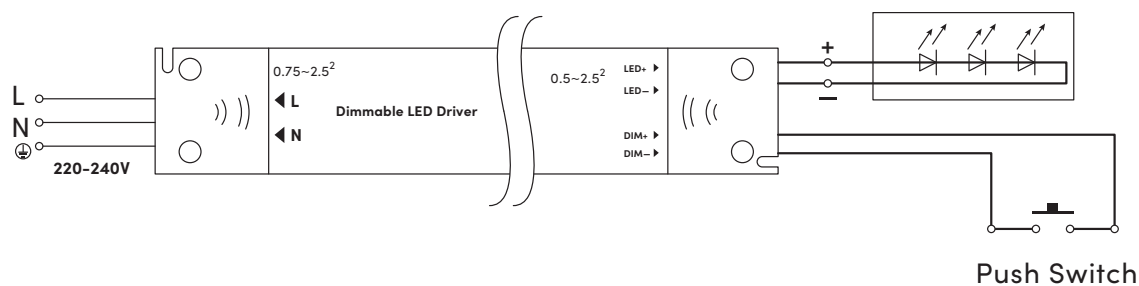 L
N
220-240V
0.75~2.5²
L
N
Dimmable LED Driver
0.5~2.5²
LED+
LED–
DIM+
DIM–
+
–
Push Switch